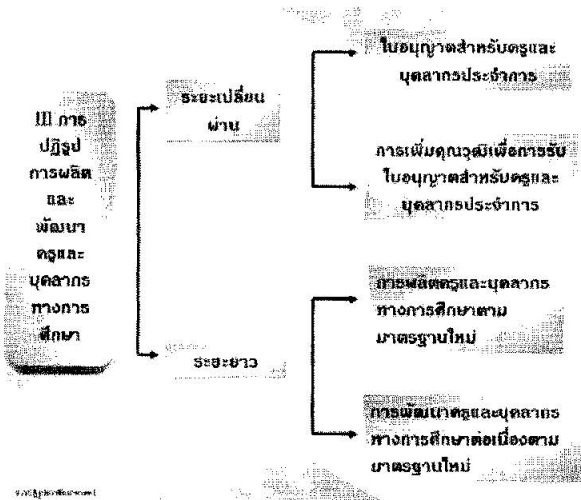 III การ
ปฏิรูป
การผลิต
และ
พัฒนา
ครูและ
บุคลากร
ทางการ
ศึกษา
ระยะเปลี่ยน
ผ่าน
ใบอนุญาตสำหรับครูและ
บุคลากรประจำการ
การเพิ่มคุณวุฒิเพื่อการรับ
ใบอนุญาตสำหรับครูและ
บุคลากรประจำการ
ระยะยาว
การผลิตครูและบุคลากร
ทางการศึกษาตาม
มาตรฐานใหม่
การพัฒนาครูและบุคลากร
ทางการศึกษาต่อเนื่องตาม
มาตรฐานใหม่